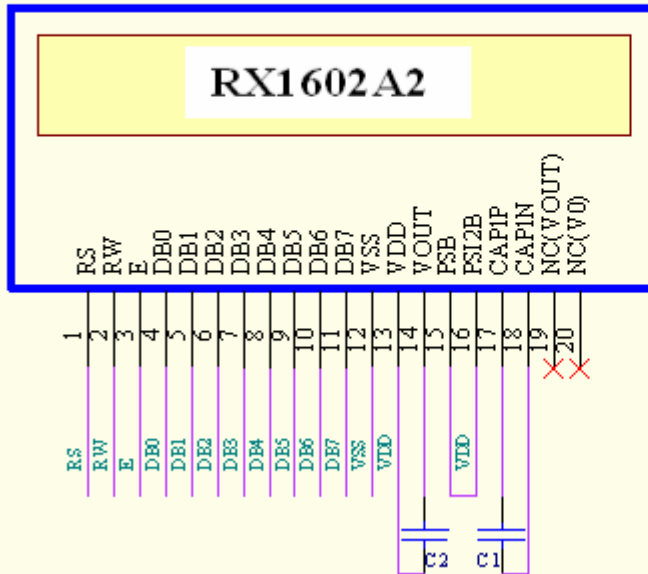 RX1602A2
RS
RW
E
DB0
DB1
DB2
DB3
DB4
DB5
DB6
DB7
VSS
VDD
VOUT
PSB
PSI2B
CAP1P
CAP1N
NC(VOUT)
NC(V0)
1
2
3
4
5
6
7
8
9
10
11
12
13
14
15
16
17
18
19
20
RS
RW
E
DB0
DB1
DB2
DB3
DB4
DB5
DB6
DB7
VSS
VDD
VDD
C2
C1